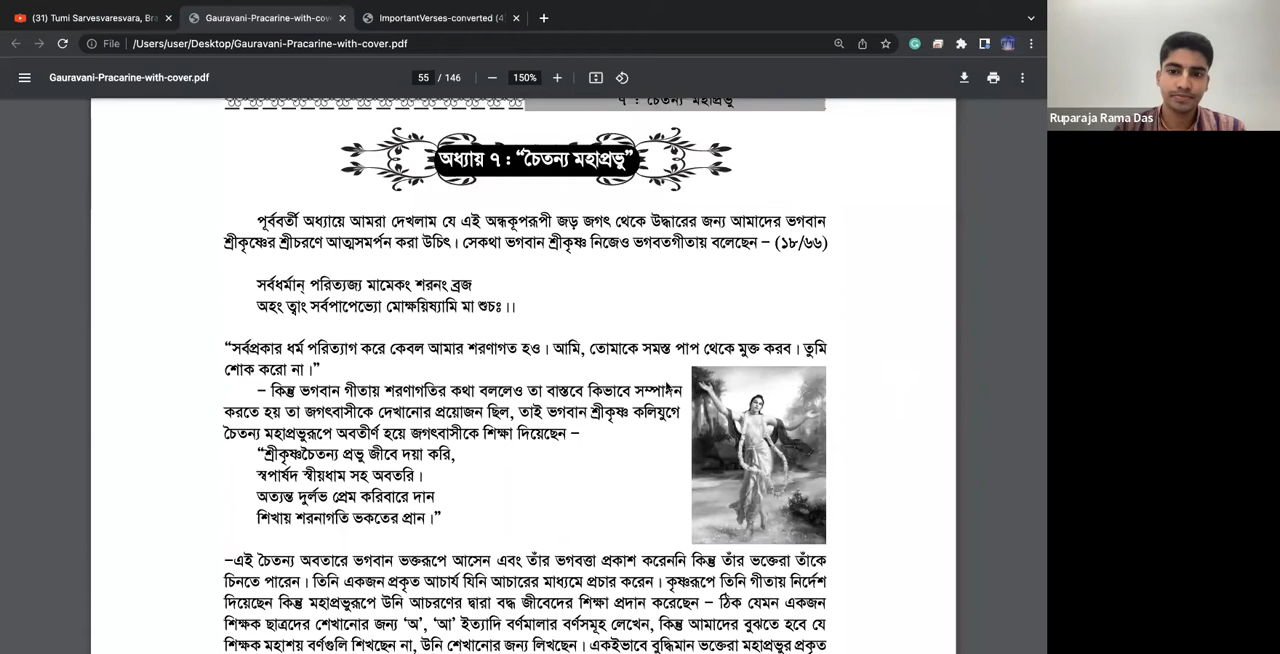 (31) Tumi Sarvesvaresvara, Bra
Gauravani-Pracarine-with-cove
ImportantVerses-converted (4)
File
/Users/user/Desktop/Gauravani-Pracarine-with-cover.pdf
Gauravani-Pracarine-with-cover.pdf
55 / 146
150%
Ruparaja Rama Das
৭ : চৈতন্য মহাপ্রভু
অধ্যায় ৭ : “চৈতন্য মহাপ্রভু”
পূর্ববর্তী অধ্যায়ে আমরা দেখলাম যে এই অন্ধকূপরূপী জড় জগৎ থেকে উদ্ধারের জন্য আমাদের ভগবান
শ্রীকৃষ্ণের শ্রীচরণে আত্মসমর্পন করা উচিৎ। সেকথা ভগবান শ্রীকৃষ্ণ নিজেও ভগবতগীতায় বলেছেন – (১৮/৬৬)
সর্বধর্মান্ পরিত্যজ্য মামেকং শরনং ব্রজ
অহং ত্বাং সর্বপাপেভ্যো মোক্ষয়িষ্যামি মা শুচঃ।।
“সর্বপ্রকার ধর্ম পরিত্যাগ করে কেবল আমার শরণাগত হও। আমি, তোমাকে সমস্ত পাপ থেকে মুক্ত করব। তুমি
শোক করো না।”
– কিন্তু ভগবান গীতায় শরণাগতির কথা বললেও তা বাস্তবে কিভাবে সম্পাদন
করতে হয় তা জগৎবাসীকে দেখানোর প্রয়োজন ছিল, তাই ভগবান শ্রীকৃষ্ণ কলিযুগে
চৈতন্য মহাপ্রভুরূপে অবতীর্ণ হয়ে জগৎবাসীকে শিক্ষা দিয়েছেন –
“শ্রীকৃষ্ণচৈতন্য প্রভু জীবে দয়া করি,
স্বপার্ষদ স্বীয়ধাম সহ অবতরি।
অত্যন্ত দুর্লভ প্রেম করিবারে দান
শিখায় শরনাগতি ভকতের প্রান।”
–এই চৈতন্য অবতারে ভগবান ভক্তরূপে আসেন এবং তাঁর ভগবত্তা প্রকাশ করেননি কিন্তু তাঁর ভক্তেরা তাঁকে
চিনতে পারেন। তিনি একজন প্রকৃত আচার্য যিনি আচারের মাধ্যমে প্রচার করেন। কৃষ্ণরূপে তিনি গীতায় নির্দেশ
দিয়েছেন কিন্তু মহাপ্রভুরূপে উনি আচরণের দ্বারা বদ্ধ জীবেদের শিক্ষা প্রদান করেছেন – ঠিক যেমন একজন
শিক্ষক ছাত্রদের শেখানোর জন্য ‘অ’, ‘আ’ ইত্যাদি বর্ণমালার বর্ণসমূহ লেখেন, কিন্তু আমাদের বুঝতে হবে যে
শিক্ষক মহাশয় বর্ণগুলি শিখছেন না, উনি শেখানোর জন্য লিখছেন। একইভাবে বুদ্ধিমান ভক্তেরা মহাপ্রভুর প্রকৃত